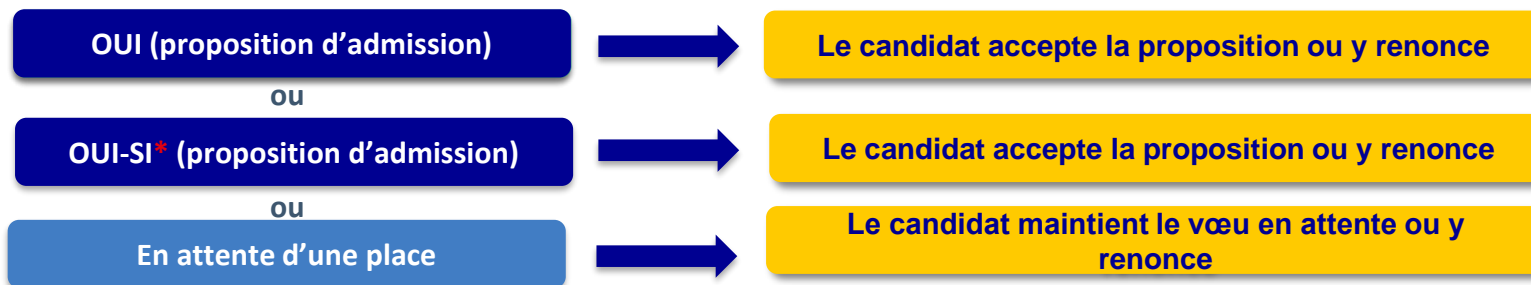 OUI (proposition d’admission)
Le candidat accepte la proposition ou y renonce
ou
OUI-SI* (proposition d’admission)
Le candidat accepte la proposition ou y renonce
ou
En attente d’une place
Le candidat maintient le vœu en attente ou y
renonce